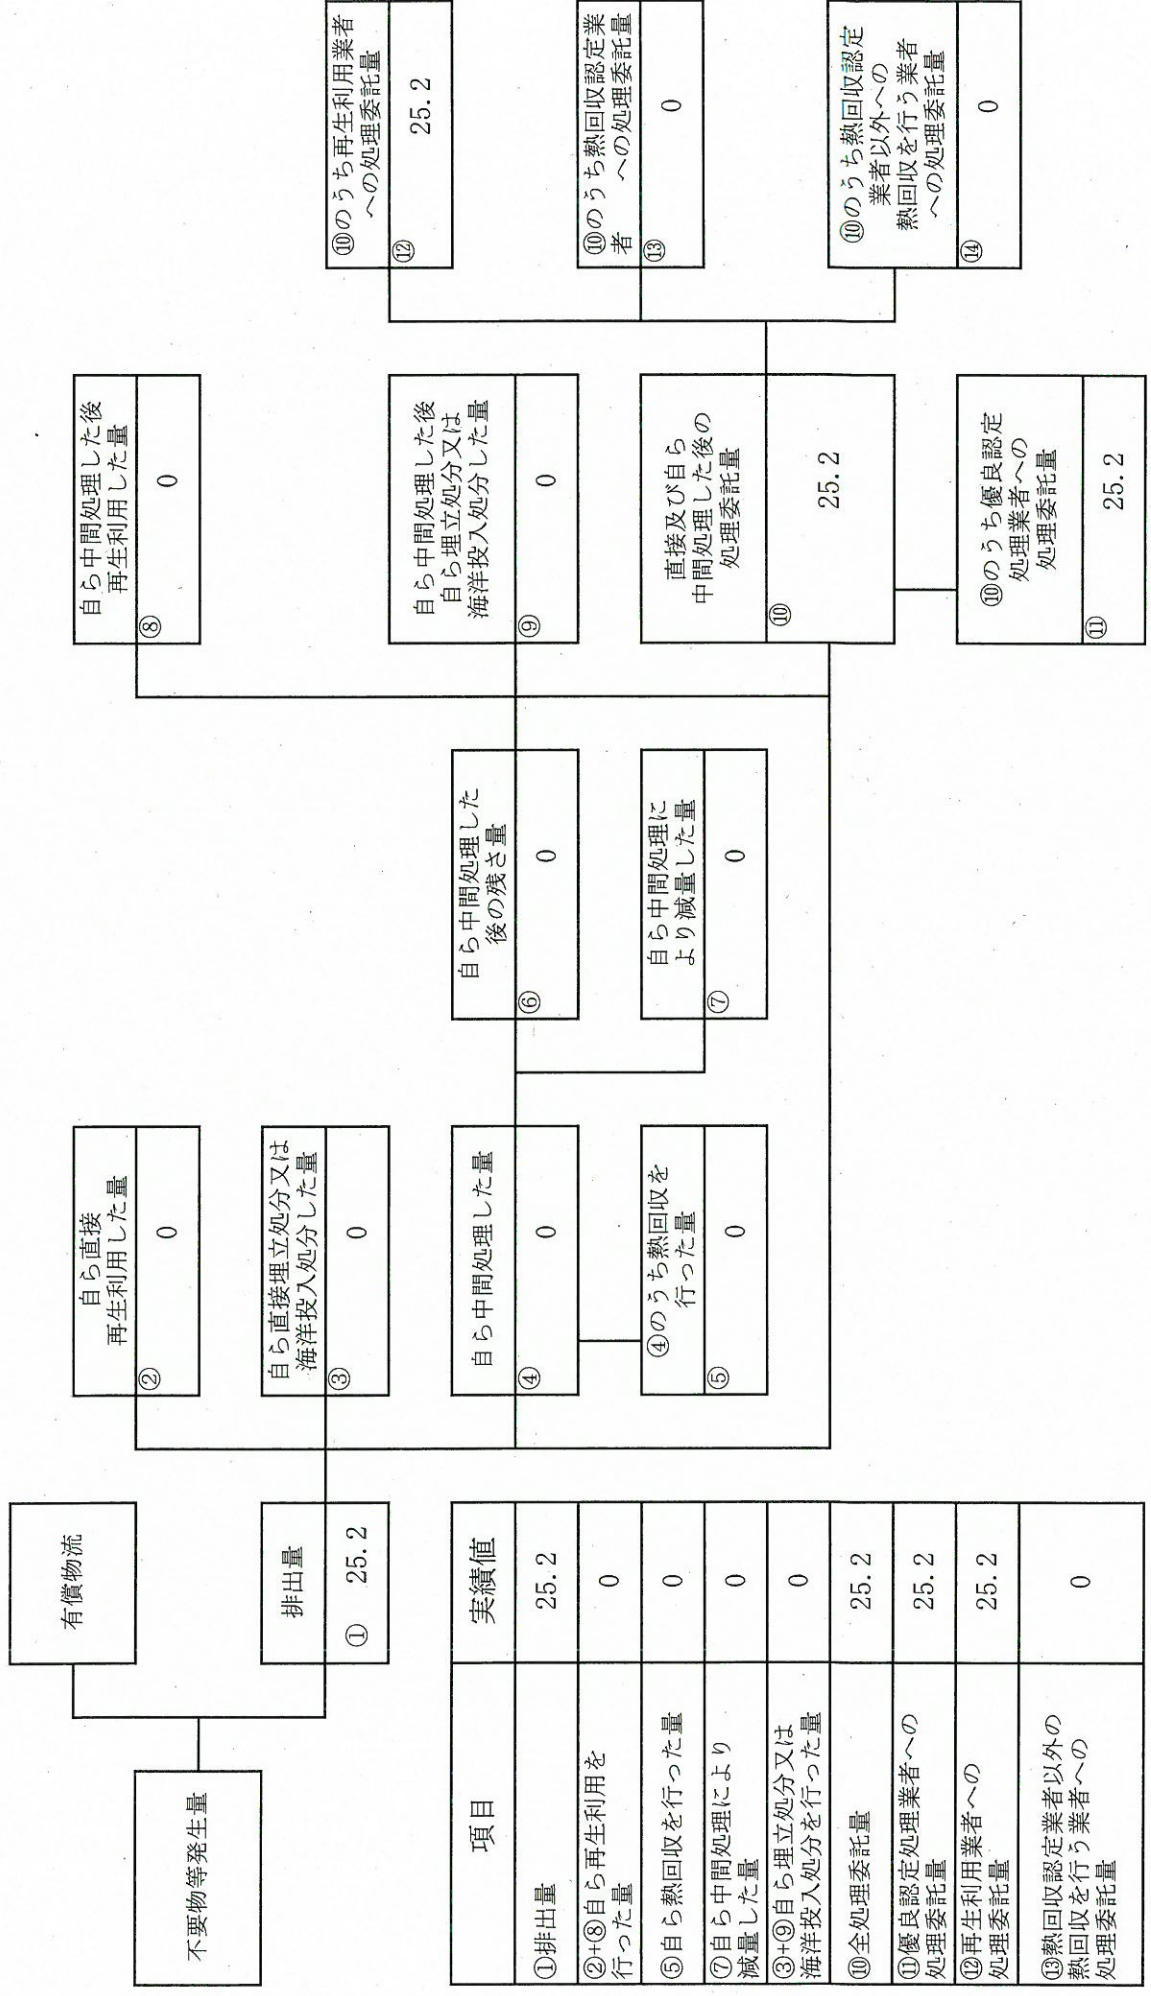 不要物等発生量
有償物流
排出量
① 25.2
自ら直接
再生利用した量
② 0
自ら直接埋立処分又は
海洋投入処分した量
③ 0
自ら中間処理した量
④ 0
④のうち熱回収を
行った量
⑤ 0
自ら中間処理した
後の残さ量
⑥ 0
自ら中間処理に
より減量した量
⑦ 0
自ら中間処理した後
再生利用した量
⑧ 0
自ら中間処理した後
自ら埋立処分又は
海洋投入処分した量
⑨ 0
直接及び自ら
中間処理した後の
処理委託量
⑩ 25.2
⑩のうち優良認定
処理業者への
処理委託量
⑪ 25.2
⑩のうち再生利用業者
への処理委託量
⑫ 25.2
⑩のうち熱回収認定業
者 への処理委託量
⑬ 0
⑩のうち熱回収認定
業者以外への
熱回収を行う業者
への処理委託量
⑭ 0
項目 実績値
①排出量 25.2
②+⑧自ら再生利用を
行った量 0
⑤自ら熱回収を行った量 0
⑦自ら中間処理により
減量した量 0
③+⑨自ら埋立処分又は
海洋投入処分を行った量 0
⑩全処理委託量 25.2
⑪優良認定処理業者への
処理委託量 25.2
⑫再生利用業者への
処理委託量 25.2
⑬熱回収認定業者以外の
熱回収を行う業者への
処理委託量 0